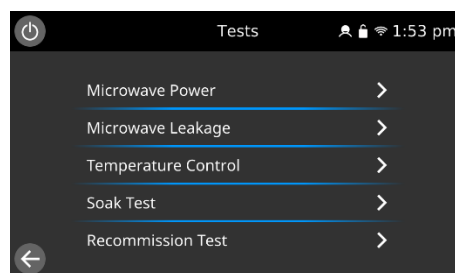 Tests
1:53 pm
Microwave Power
Microwave Leakage
Temperature Control
Soak Test
Recommission Test